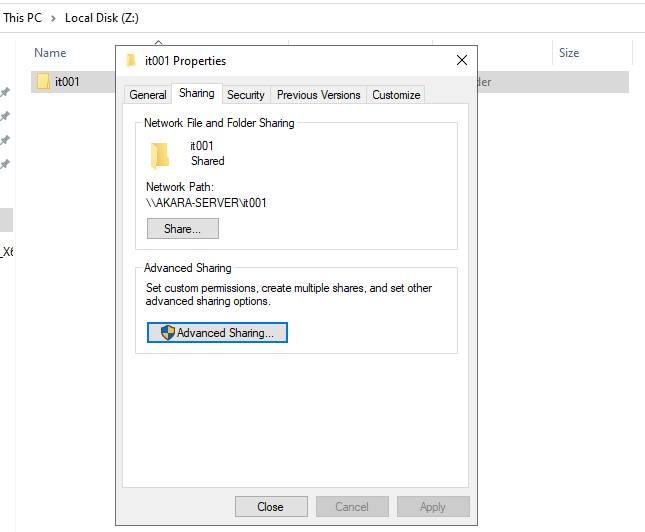 This PC > Local Disk (Z:)
Name
Size
it001
it001 Properties
General
Sharing
Security
Previous Versions
Customize
Network File and Folder Sharing
it001
Shared
Network Path:
\\AKARA-SERVER\it001
Share...
Advanced Sharing
Set custom permissions, create multiple shares, and set other
advanced sharing options.
Advanced Sharing...
Close
Cancel
Apply